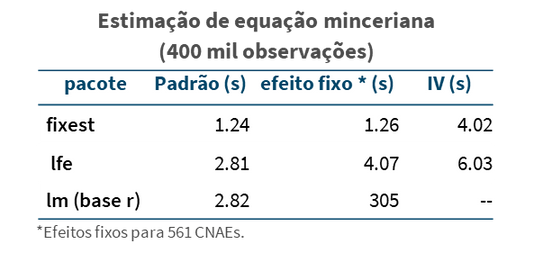 Estimação de equação minceriana
(400 mil observações)
pacote Padrão (s) efeito fixo * (s) IV (s)
fixest 1.24 1.26 4.02
lfe 2.81 4.07 6.03
lm (base r) 2.82 305 --
*Efeitos fixos para 561 CNAEs.